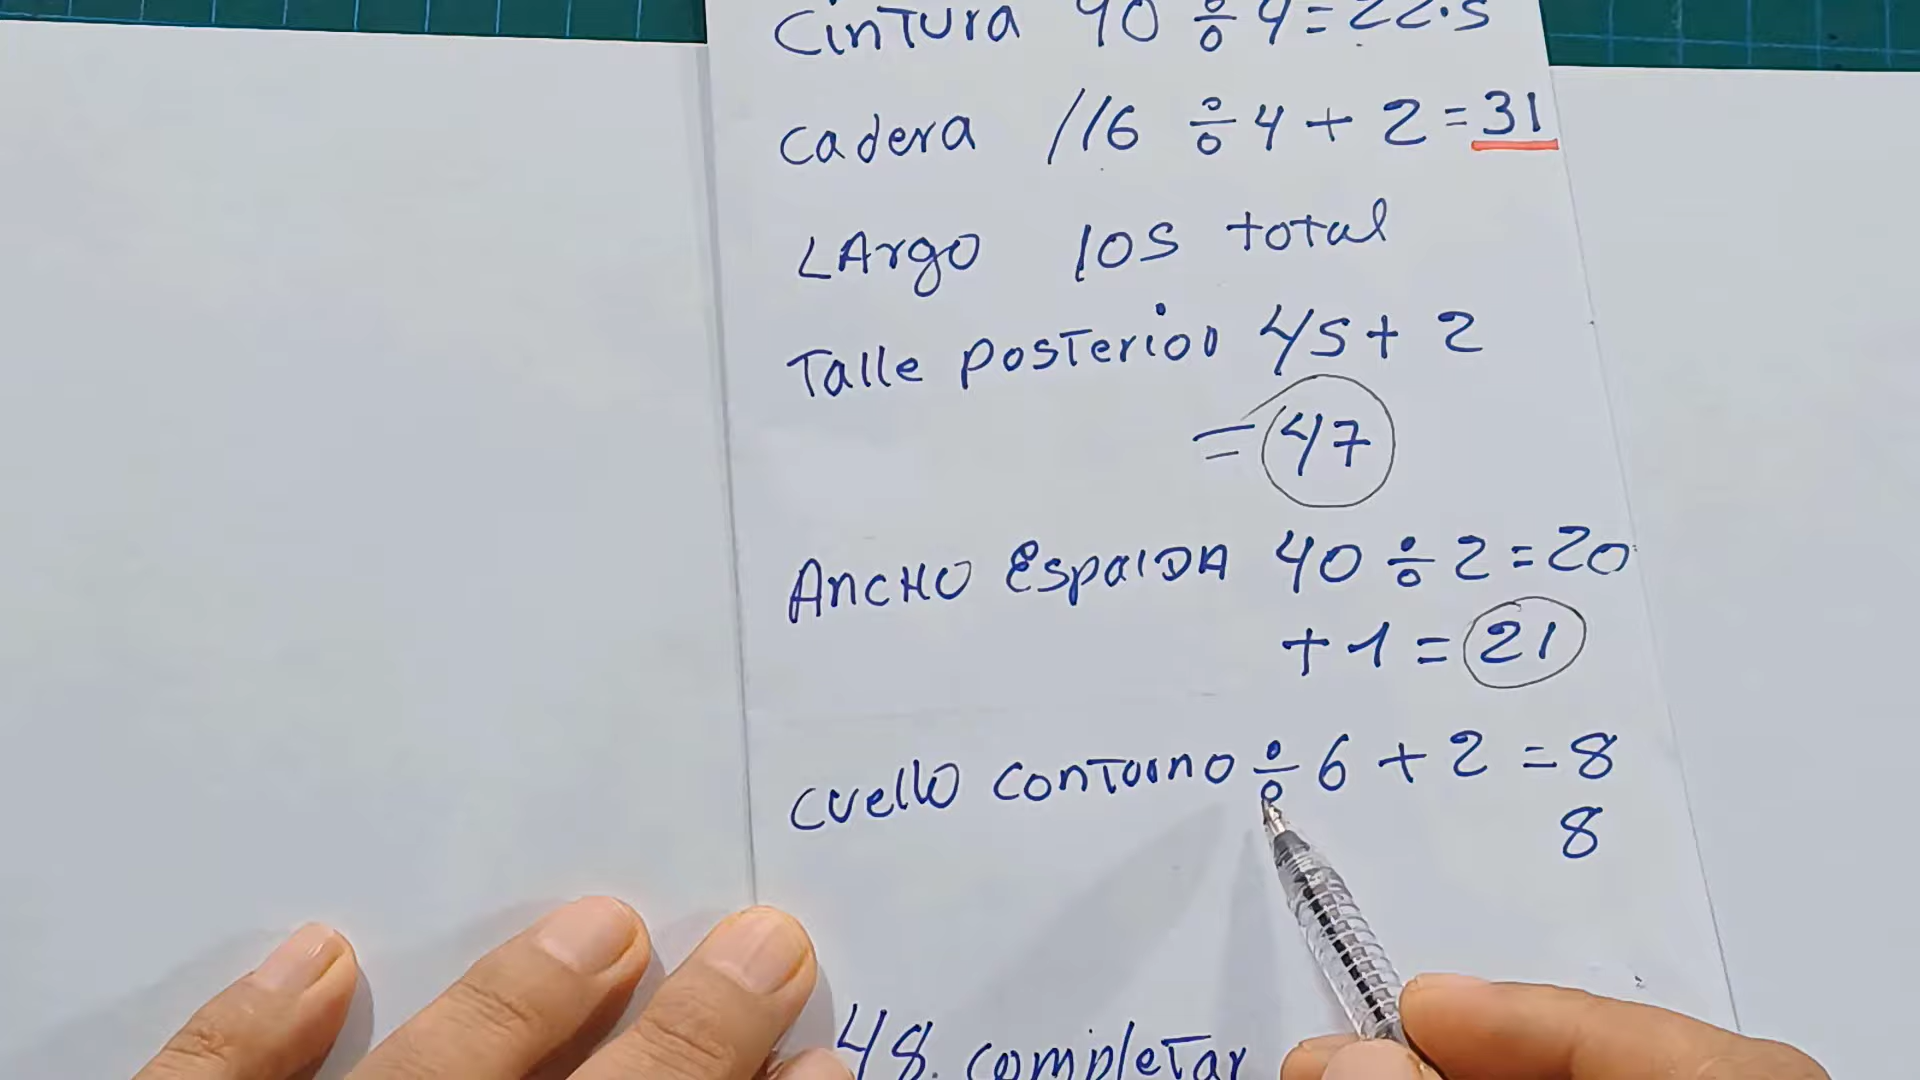 Cintura 90 ÷ 4 = 22.5
cadera 116 ÷ 4 + 2 = 31
LArgo 105 total
Talle posterior 45 + 2
= 47
ANCHO EspalDA 40 ÷ 2 = 20
+ 1 = 21
cuello contorno ÷ 6 + 2 = 8
8
48. completar